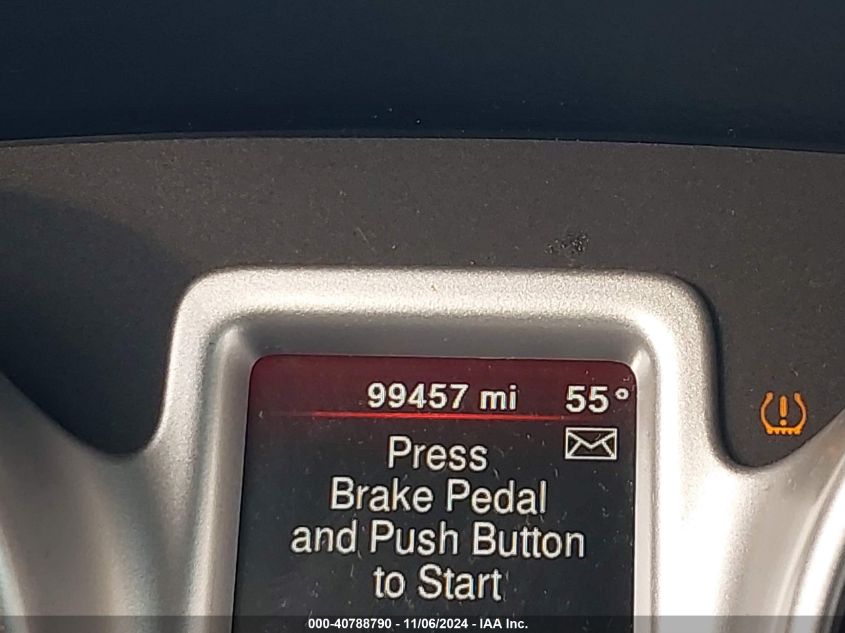 99457 mi 55°
Press
Brake Pedal
and Push Button
to Start
000-40788790 - 11/06/2024 - IAA Inc.